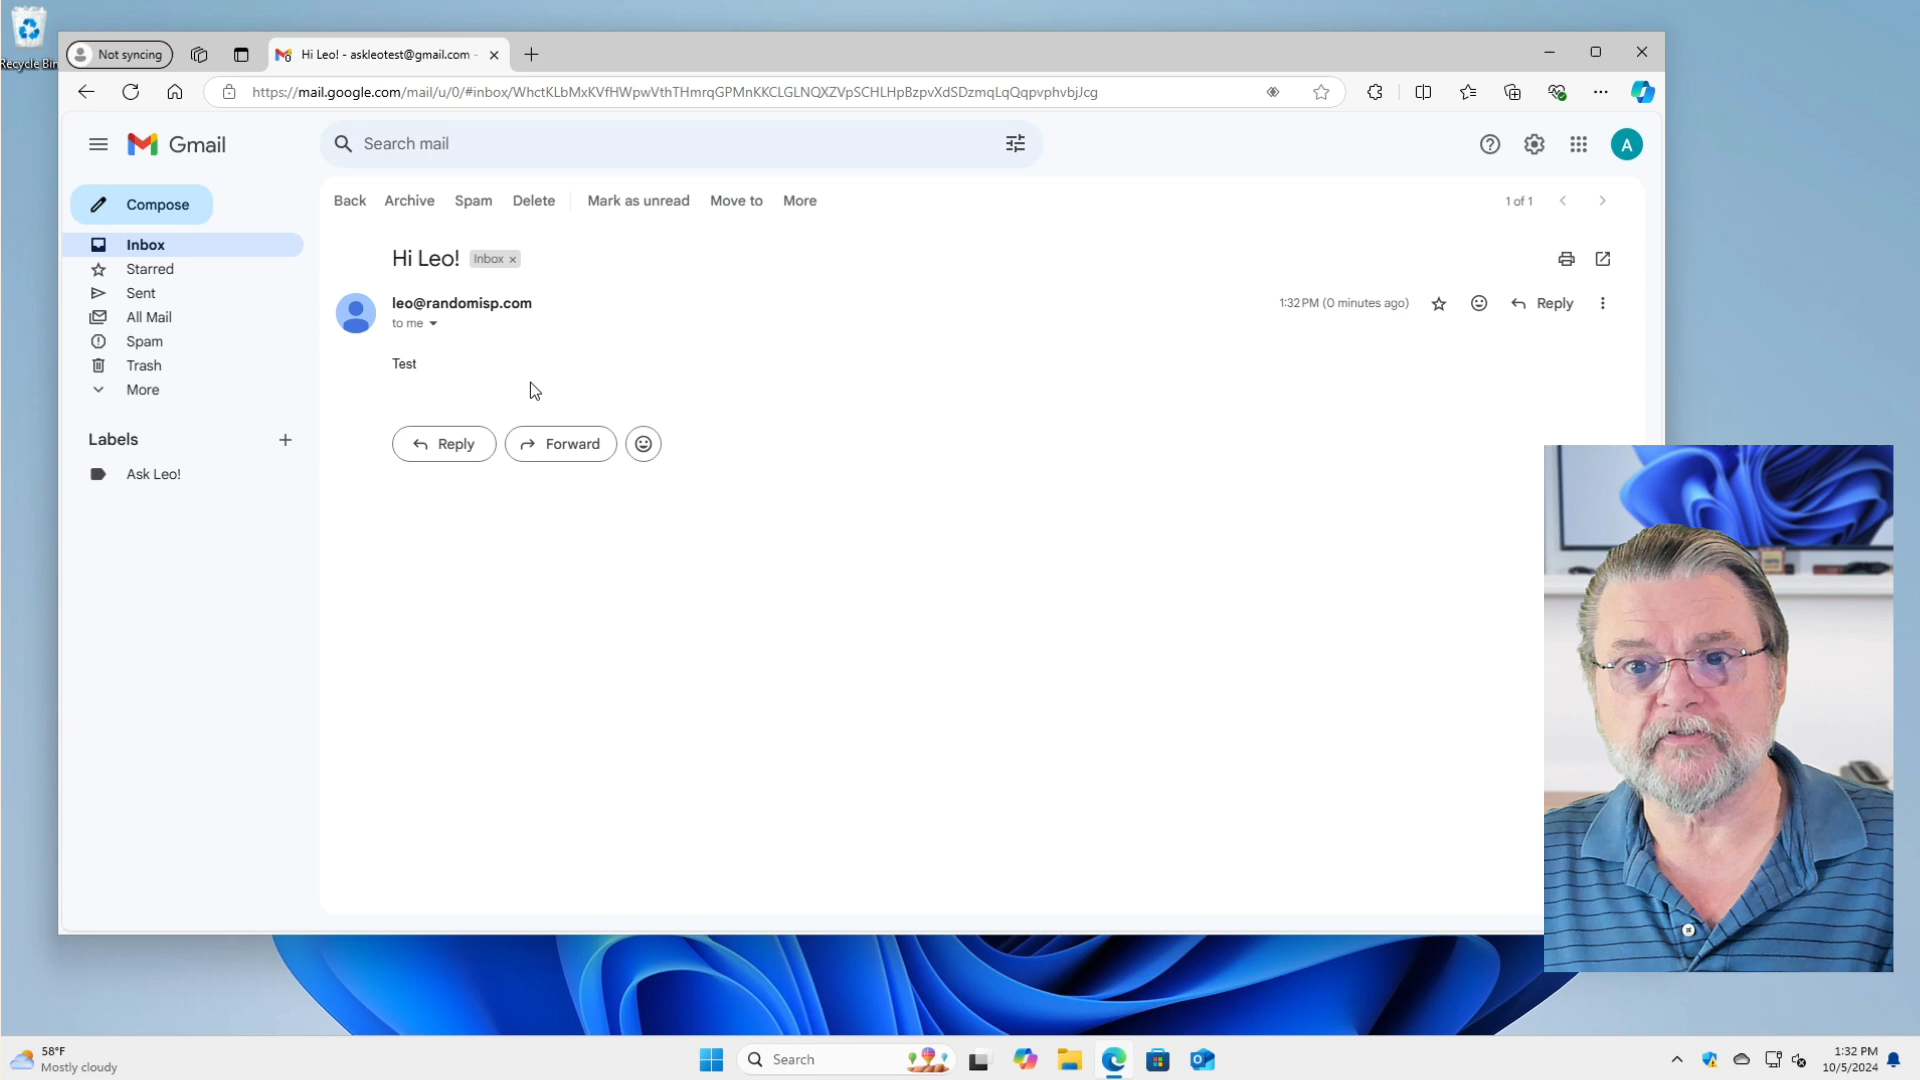 Recycle Bin
Not syncing
Hi Leo! - askleotest@gmail.com -
https://mail.google.com/mail/u/0/#inbox/WhctKLbMxKVfHWpwVthTHmrqGPMnKKCLGLNQXZVpSCHLHpBzpvXdSDzmqLqQqpvphvbjJcg
Gmail
Search mail
A
Compose
Back Archive Spam Delete Mark as unread Move to More
1 of 1
Inbox
Starred
Sent
All Mail
Spam
Trash
More
Labels
Ask Leo!
Hi Leo! Inbox ×
leo@randomisp.com
1:32 PM (0 minutes ago)
Reply
to me
Test
Reply
Forward
58°F
Mostly cloudy
Search
1:32 PM
10/5/2024